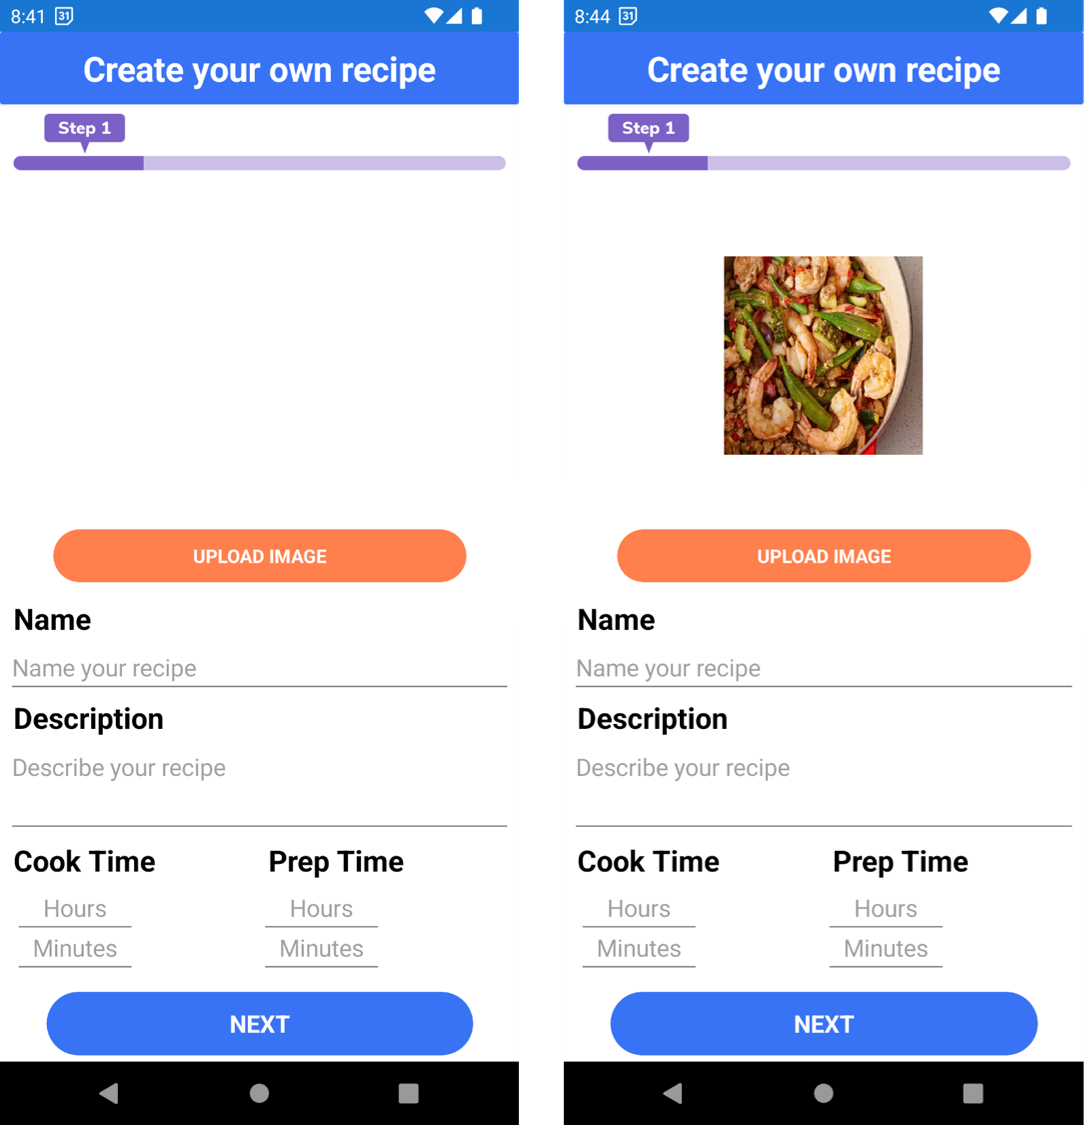 8:41 31
Create your own recipe
Step 1
UPLOAD IMAGE
Name
Name your recipe
Description
Describe your recipe
Cook Time Prep Time
Hours Hours
Minutes Minutes
NEXT
8:44 31
Create your own recipe
Step 1
UPLOAD IMAGE
Name
Name your recipe
Description
Describe your recipe
Cook Time Prep Time
Hours Hours
Minutes Minutes
NEXT